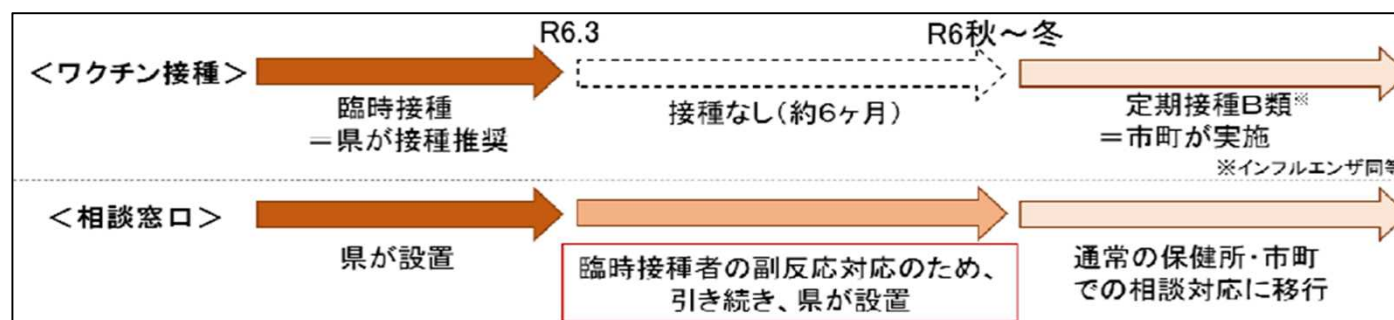 R6.3
R6秋～冬
＜ワクチン接種＞
臨時接種
＝県が接種推奨
接種なし（約６ヶ月）
定期接種Ｂ類※
＝市町が実施
※インフルエンザ同等
＜相談窓口＞
県が設置
臨時接種者の副反応対応のため、
引き続き、県が設置
通常の保健所・市町
での相談対応に移行